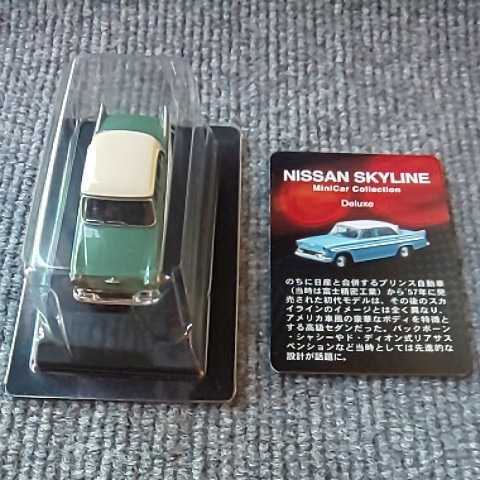 NISSAN SKYLINE
MiniCar Collection
Deluxe
のちに日産と合併するプリンス自動車
(当時は富士精密工業)から'57年に発
売された初代モデルは、その後のスカ
イラインのイメージとは全く異なり、
アメリカ車風の豪華なボディを特徴と
する高級セダンだった。バックボーン
・シャシーやド・ディオン式リアサス
ペンションなど当時としては先進的な
設計が話題に。